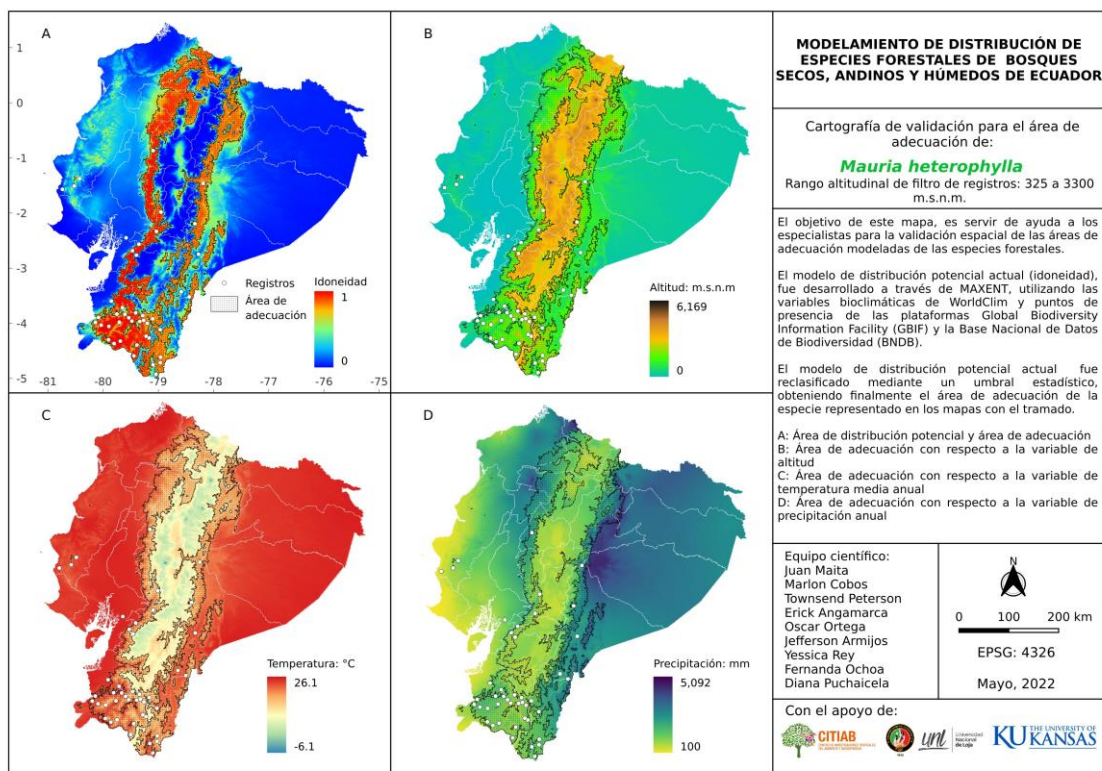 A
1
0
-1
-2
-3
-4
-5
-81
-80
-79
-78
-77
-76
-75
Registros
Área de
adecuación
Idoneidad
1
0
B
Altitud: m.s.n.m
6,169
0
C
Temperatura: °C
26.1
-6.1
D
Precipitación: mm
5,092
100
MODELAMIENTO DE DISTRIBUCIÓN DE
ESPECIES FORESTALES DE BOSQUES
SECOS, ANDINOS Y HÚMEDOS DE ECUADOR
Cartografía de validación para el área de
adecuación de:
Mauria heterophylla
Rango altitudinal de filtro de registros: 325 a 3300
m.s.n.m.
El objetivo de este mapa, es servir de ayuda a los
especialistas para la validación espacial de las áreas de
adecuación modeladas de las especies forestales.
El modelo de distribución potencial actual (idoneidad),
fue desarrollado a través de MAXENT, utilizando las
variables bioclimáticas de WorldClim y puntos de
presencia de las plataformas Global Biodiversity
Information Facility (GBIF) y la Base Nacional de Datos
de Biodiversidad (BNDB).
El modelo de distribución potencial actual fue
reclasificado mediante un umbral estadístico,
obteniendo finalmente el área de adecuación de la
especie representado en los mapas con el tramado.
A: Área de distribución potencial y área de adecuación
B: Área de adecuación con respecto a la variable de
altitud
C: Área de adecuación con respecto a la variable de
temperatura media anual
D: Área de adecuación con respecto a la variable de
precipitación anual
Equipo científico:
Juan Maita
Marlon Cobos
Townsend Peterson
Erick Angamarca
Oscar Ortega
Jefferson Armijos
Yessica Rey
Fernanda Ochoa
Diana Puchaicela
N
0 100 200 km
EPSG: 4326
Mayo, 2022
Con el apoyo de:
CITIAB
unl
Universidad
Nacional
de Loja
KU THE UNIVERSITY OF
KANSAS